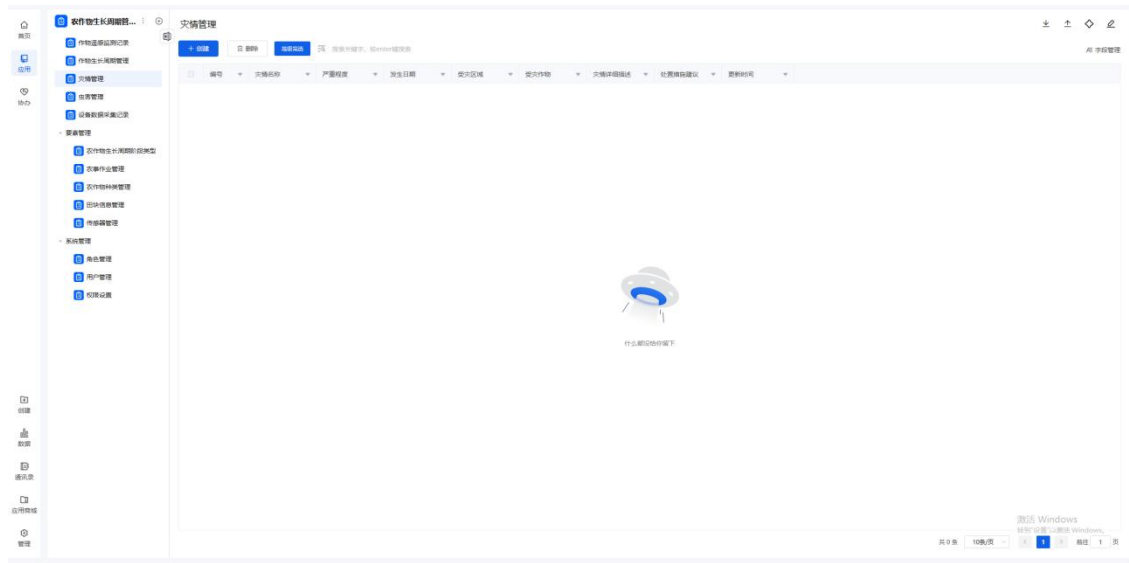 首页
应用
协办
创建
数据
通讯录
应用商城
管理
农作物生长周期管...
作物遥感监测记录
作物生长周期管理
灾情管理
虫害管理
设备数据采集记录
要素管理
农作物生长周期阶段类型
农事作业管理
农作物种类管理
田块信息管理
传感器管理
系统管理
角色管理
用户管理
权限设置
灾情管理
+ 创建 删除 高级筛选 搜索关键字，按enter键搜索
字段管理
编号 灾情名称 严重程度 发生日期 受灾区域 受灾作物 灾情详细描述 处置措施建议 更新时间
什么都没给你留下
激活 Windows
转到"设置"以激活 Windows。
共 0 条 10条/页 1 前往 1 页